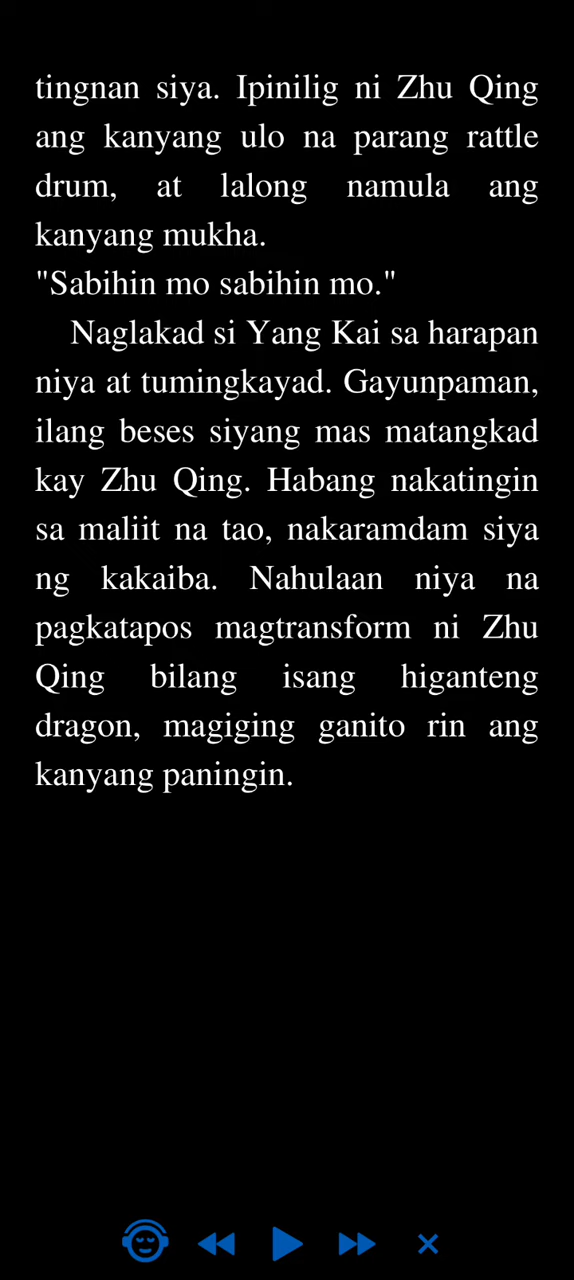 tingnan siya. Ipinilig ni Zhu Qing
ang kanyang ulo na parang rattle
drum, at lalong namula ang
kanyang mukha.
"Sabihin mo sabihin mo."
Naglakad si Yang Kai sa harapan
niya at tumingkayad. Gayunpaman,
ilang beses siyang mas matangkad
kay Zhu Qing. Habang nakatingin
sa maliit na tao, nakaramdam siya
ng kakaiba. Nahulaan niya na
pagkatapos magtransform ni Zhu
Qing bilang isang higanteng
dragon, magiging ganito rin ang
kanyang paningin.